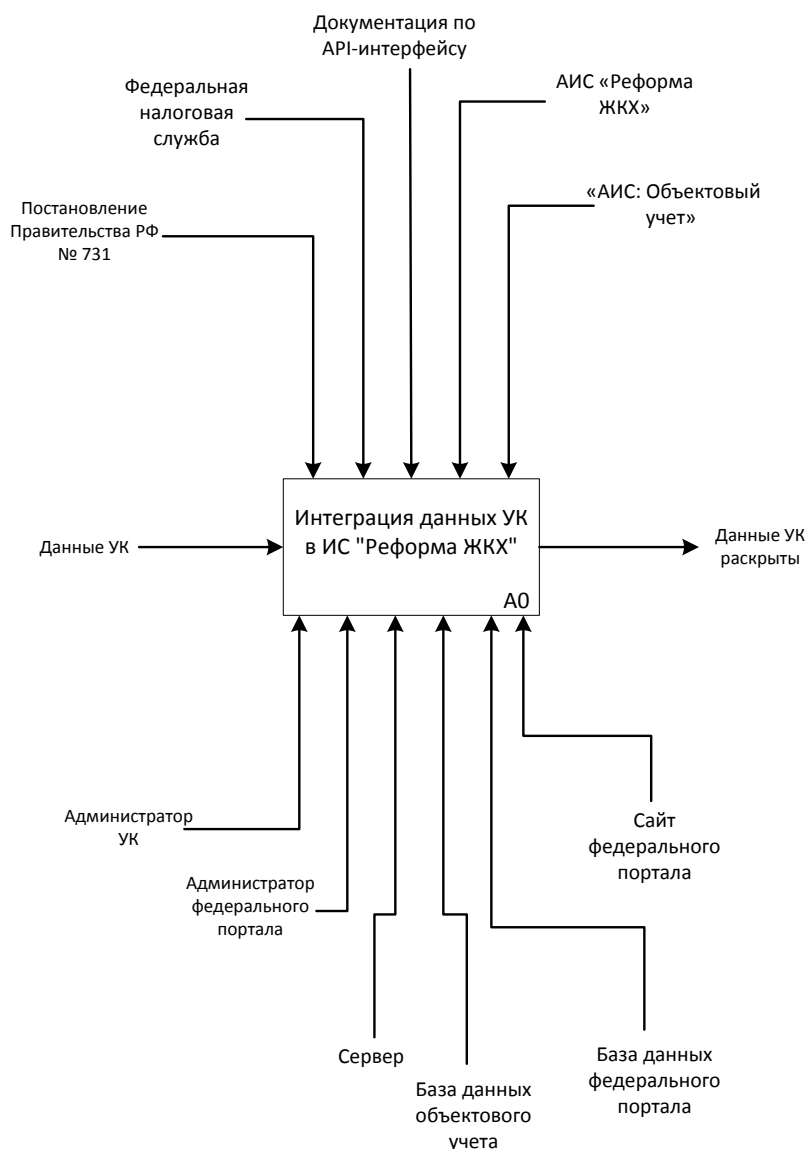 Документация по
API-интерфейсу
Федеральная
налоговая
служба
АИС «Реформа
ЖКХ»
«АИС: Объектовый
учет»
Постановление
Правительства РФ
№ 731
Интеграция данных УК
в ИС "Реформа ЖКХ"
A0
Данные УК
Данные УК
раскрыты
Администратор
УК
Администратор
федерального
портала
Сервер
База данных
объектового
учета
База данных
федерального
портала
Сайт
федерального
портала